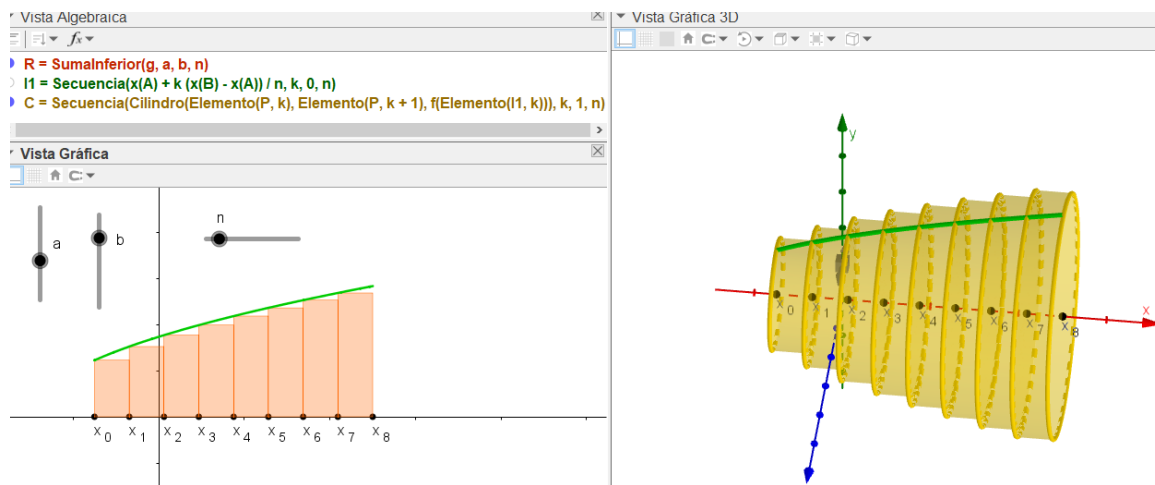 Vista Algebraica
fx
R = SumaInferior(g, a, b, n)
l1 = Secuencia(x(A) + k (x(B) - x(A)) / n, k, 0, n)
C = Secuencia(Cilindro(Elemento(P, k), Elemento(P, k + 1), f(Elemento(l1, k))), k, 1, n)
Vista Gráfica
a
b
n
x0 x1 x2 x3 x4 x5 x6 x7 x8
Vista Gráfica 3D
y
x
x0 x1 x2 x3 x4 x5 x6 x7 x8